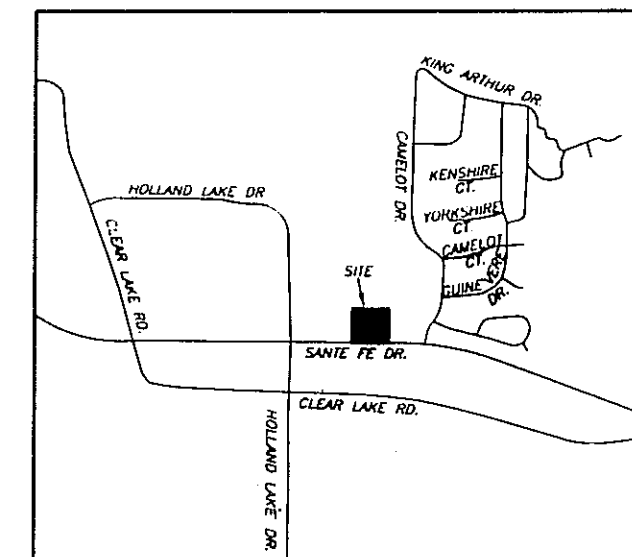 KING ARTHUR DR.
CAMELOT DR.
KENSHIRE
CT.
YORKSHIRE
CT.
CAMELOT
CT.
GUINEVERE
DR.
HOLLAND LAKE DR
CLEAR LAKE RD.
SITE
SANTE FE DR.
CLEAR LAKE RD.
HOLLAND LAKE DR.